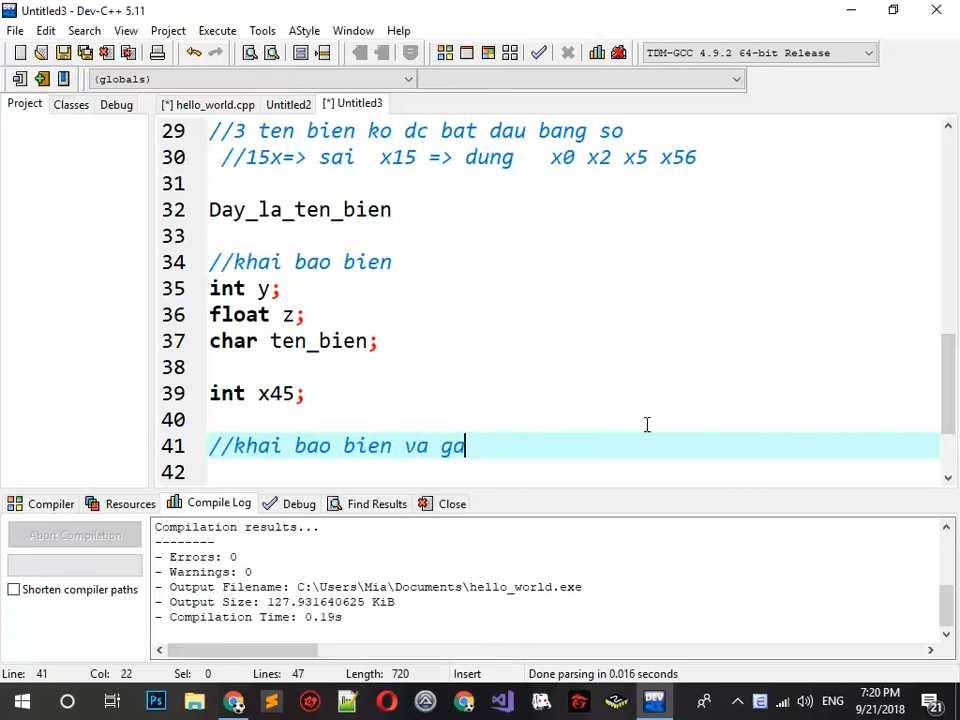 Untitled3 - Dev-C++ 5.11
File Edit Search View Project Execute Tools AStyle Window Help
TDM-GCC 4.9.2 64-bit Release
(globals)
Project Classes Debug [*] hello_world.cpp Untitled2 [*] Untitled3
29 //3 ten bien ko dc bat dau bang so
30 //15x=> sai x15 => dung x0 x2 x5 x56
31
32 Day_la_ten_bien
33
34 //khai bao bien
35 int y;
36 float z;
37 char ten_bien;
38
39 int x45;
40
41 //khai bao bien va ga
42
Compiler Resources Compile Log Debug Find Results Close
Abort Compilation
Shorten compiler paths
Compilation results...
--------
- Errors: 0
- Warnings: 0
- Output Filename: C:\Users\Mia\Documents\hello_world.exe
- Output Size: 127.931640625 KiB
- Compilation Time: 0.19s
Line: 41 Col: 22 Sel: 0 Lines: 47 Length: 720 Insert Done parsing in 0.016 seconds
Ps DEV ENG 7:20 PM
9/21/2018 21